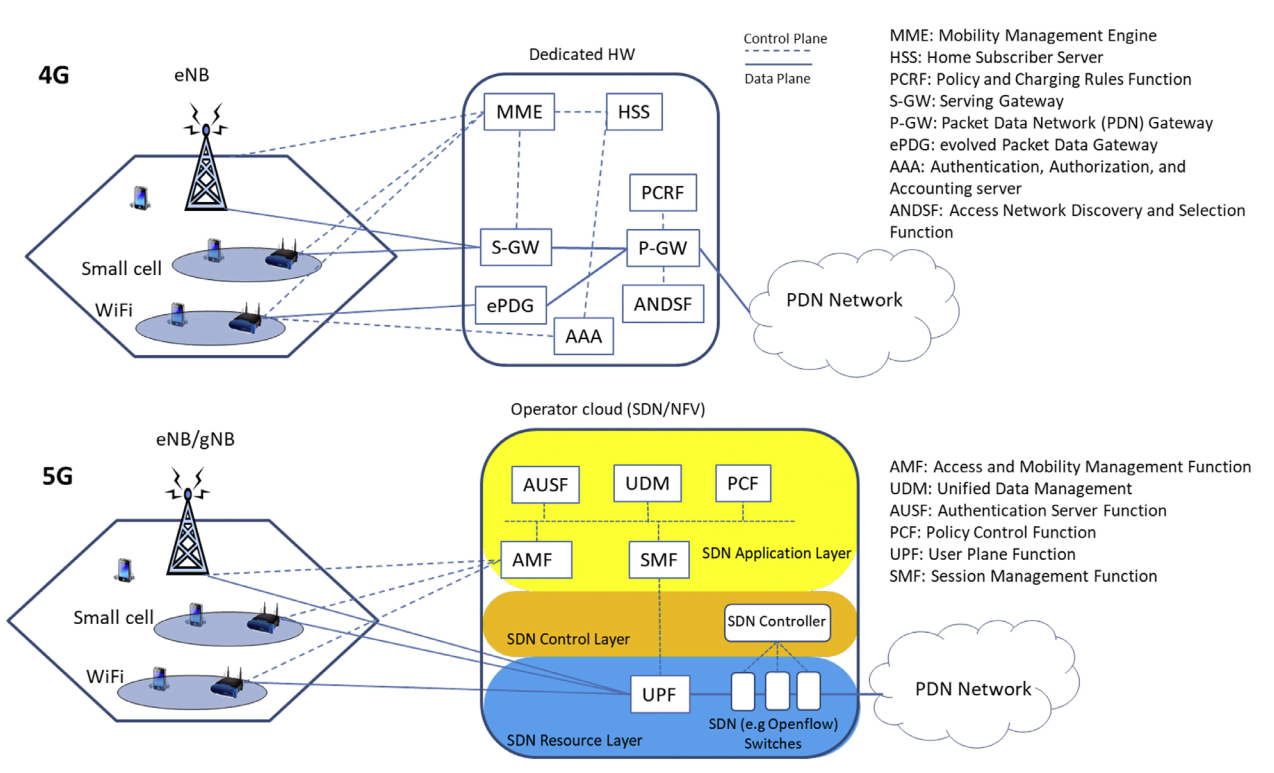 4G
eNB
Small cell
WiFi
Dedicated HW
MME
HSS
PCRF
S-GW
P-GW
ePDG
ANDSF
AAA
Control Plane
Data Plane
PDN Network
MME: Mobility Management Engine
HSS: Home Subscriber Server
PCRF: Policy and Charging Rules Function
S-GW: Serving Gateway
P-GW: Packet Data Network (PDN) Gateway
ePDG: evolved Packet Data Gateway
AAA: Authentication, Authorization, and
Accounting server
ANDSF: Access Network Discovery and Selection
Function
5G
eNB/gNB
Small cell
WiFi
Operator cloud (SDN/NFV)
AUSF
UDM
PCF
AMF
SMF
SDN Application Layer
SDN Controller
SDN Control Layer
UPF
SDN (e.g Openflow)
Switches
SDN Resource Layer
PDN Network
AMF: Access and Mobility Management Function
UDM: Unified Data Management
AUSF: Authentication Server Function
PCF: Policy Control Function
UPF: User Plane Function
SMF: Session Management Function